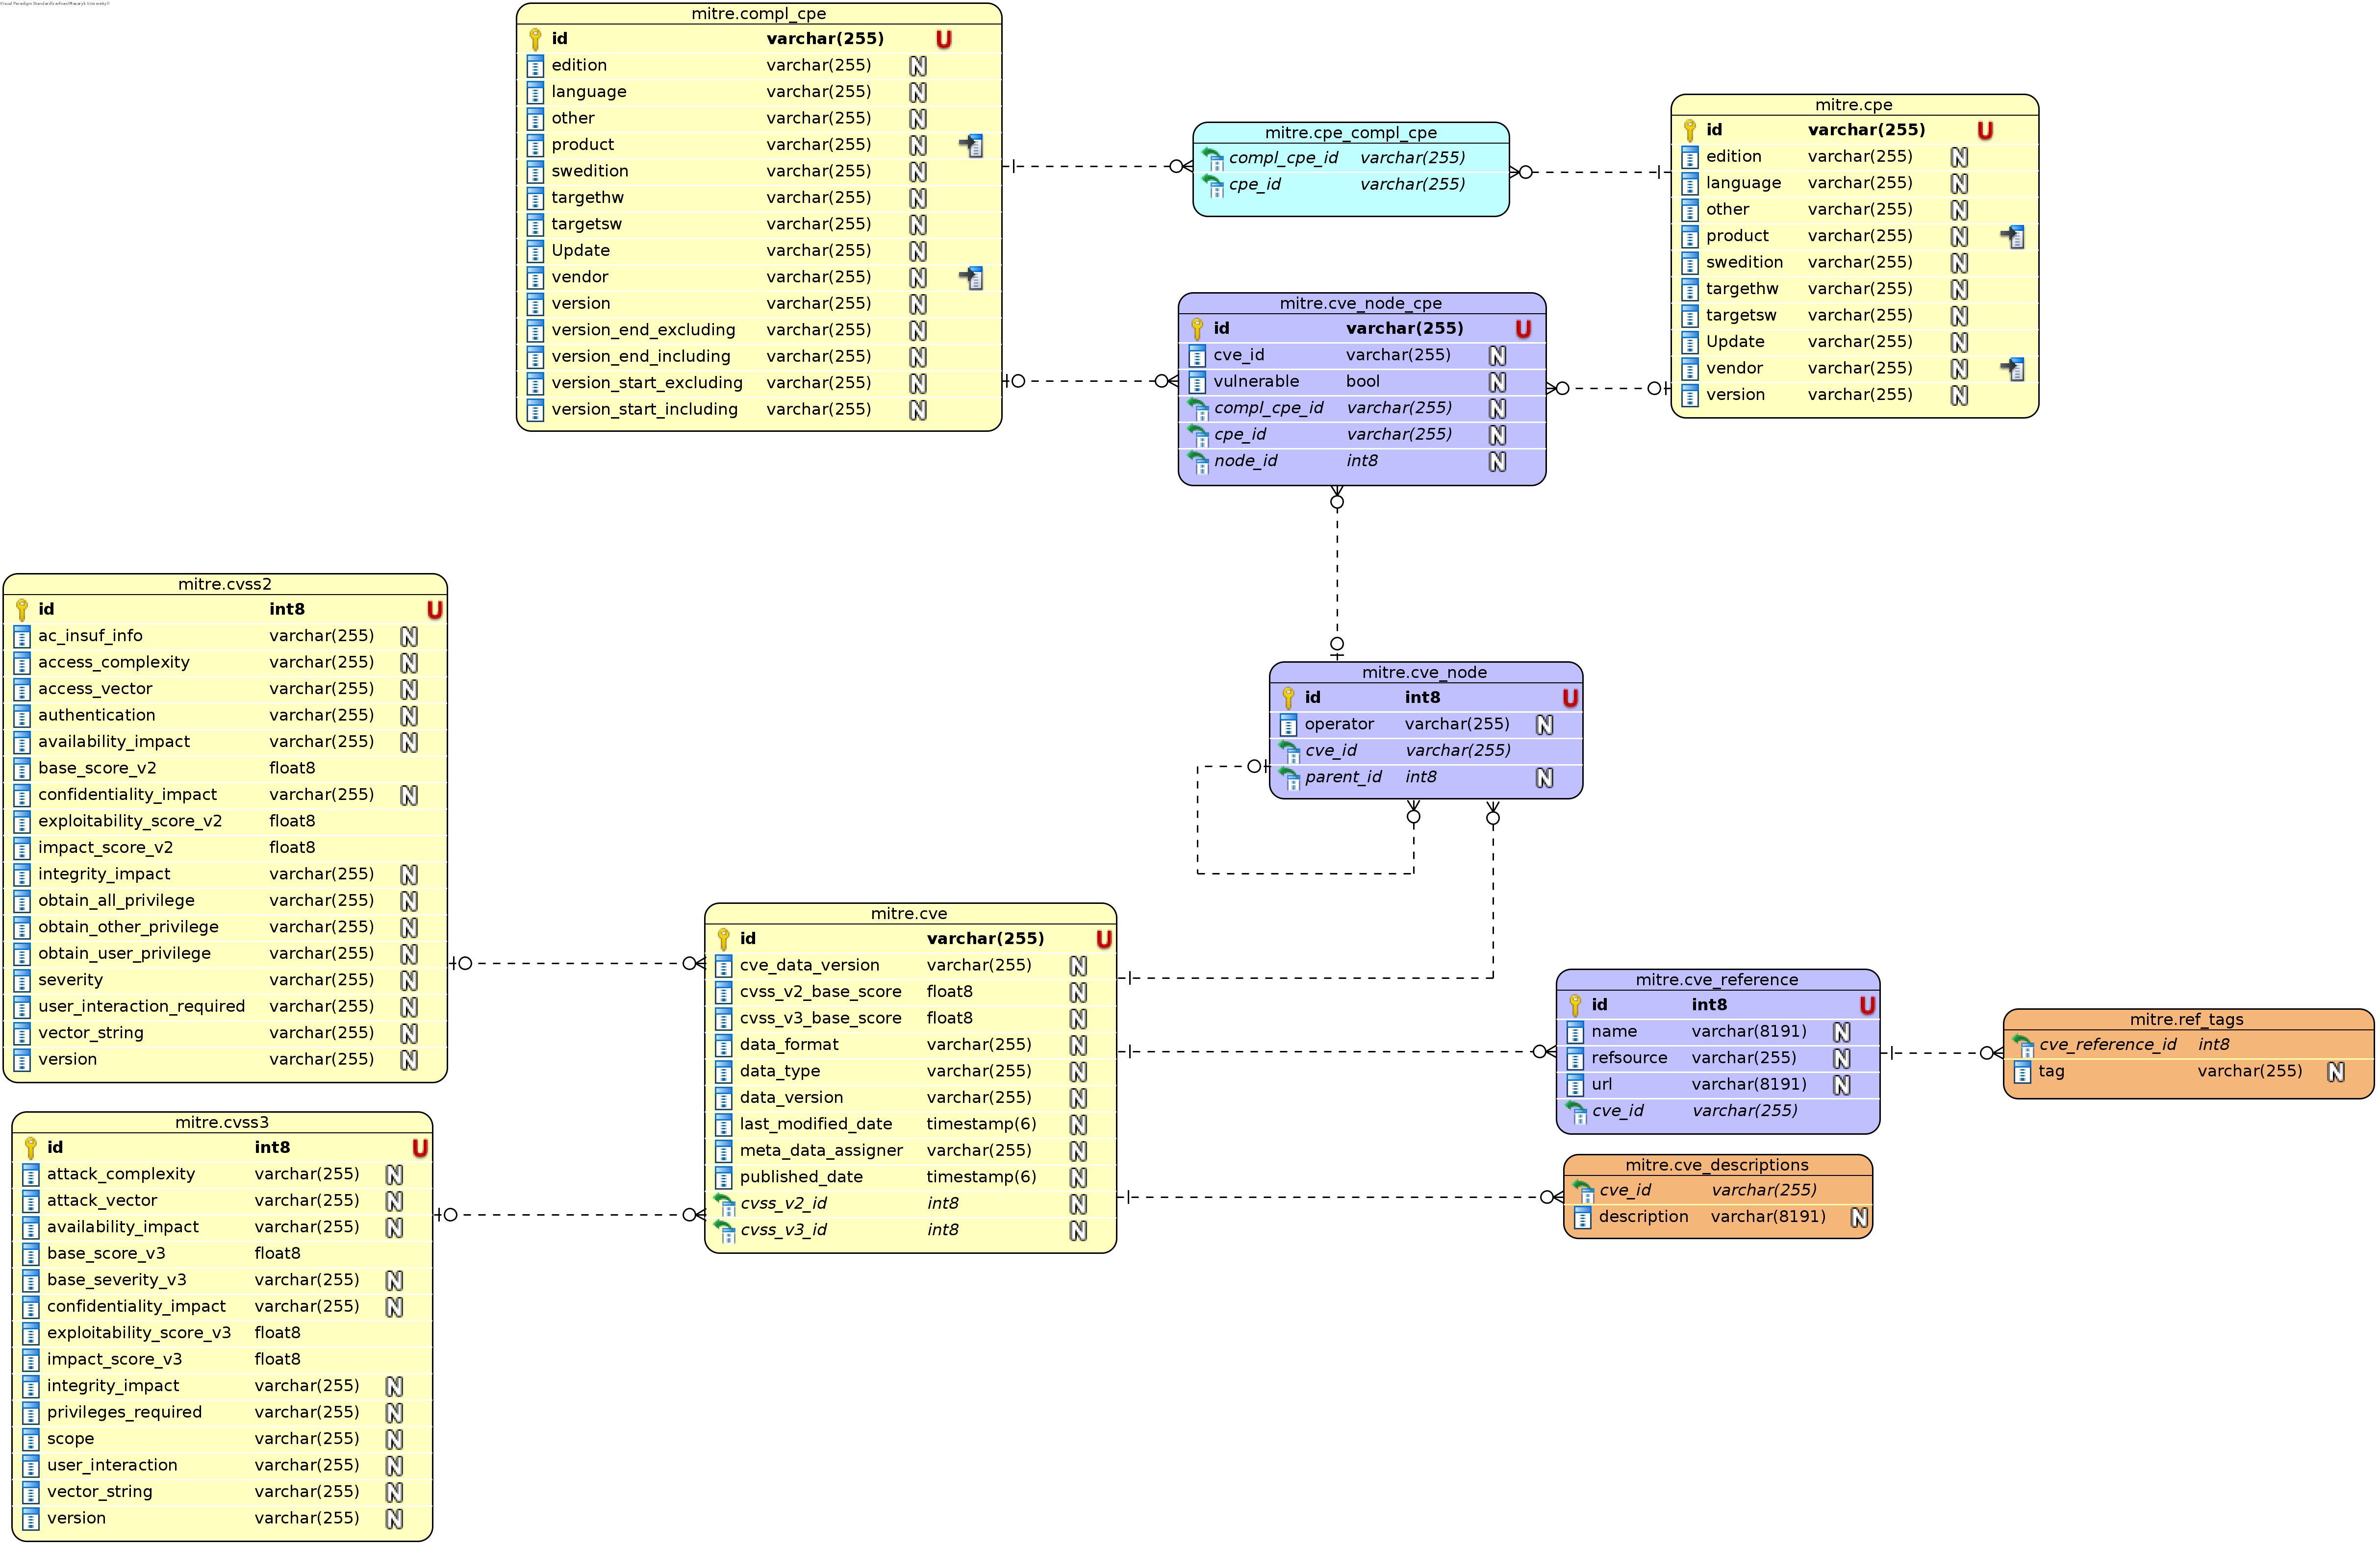 Visual Paradigm Standard(Masaryk University)
mitre.compl_cpe
id varchar(255) U
edition varchar(255) N
language varchar(255) N
other varchar(255) N
product varchar(255) N
swedition varchar(255) N
targethw varchar(255) N
targetsw varchar(255) N
Update varchar(255) N
vendor varchar(255) N
version varchar(255) N
version_end_excluding varchar(255) N
version_end_including varchar(255) N
version_start_excluding varchar(255) N
version_start_including varchar(255) N
mitre.cpe_compl_cpe
compl_cpe_id varchar(255)
cpe_id varchar(255)
mitre.cpe
id varchar(255) U
edition varchar(255) N
language varchar(255) N
other varchar(255) N
product varchar(255) N
swedition varchar(255) N
targethw varchar(255) N
targetsw varchar(255) N
Update varchar(255) N
vendor varchar(255) N
version varchar(255) N
mitre.cve_node_cpe
id varchar(255) U
cve_id varchar(255) N
vulnerable bool N
compl_cpe_id varchar(255) N
cpe_id varchar(255) N
node_id int8 N
mitre.cve_node
id int8 U
operator varchar(255) N
cve_id varchar(255)
parent_id int8 N
mitre.cvss2
id int8 U
ac_insuf_info varchar(255) N
access_complexity varchar(255) N
access_vector varchar(255) N
authentication varchar(255) N
availability_impact varchar(255) N
base_score_v2 float8
confidentiality_impact varchar(255) N
exploitability_score_v2 float8
impact_score_v2 float8
integrity_impact varchar(255) N
obtain_all_privilege varchar(255) N
obtain_other_privilege varchar(255) N
obtain_user_privilege varchar(255) N
severity varchar(255) N
user_interaction_required varchar(255) N
vector_string varchar(255) N
version varchar(255) N
mitre.cve
id varchar(255) U
cve_data_version varchar(255) N
cvss_v2_base_score float8 N
cvss_v3_base_score float8 N
data_format varchar(255) N
data_type varchar(255) N
data_version varchar(255) N
last_modified_date timestamp(6) N
meta_data_assigner varchar(255) N
published_date timestamp(6) N
cvss_v2_id int8 N
cvss_v3_id int8 N
mitre.cve_reference
id int8 U
name varchar(8191) N
refsource varchar(255) N
url varchar(8191) N
cve_id varchar(255)
mitre.ref_tags
cve_reference_id int8
tag varchar(255) N
mitre.cve_descriptions
cve_id varchar(255)
description varchar(8191) N
mitre.cvss3
id int8 U
attack_complexity varchar(255) N
attack_vector varchar(255) N
availability_impact varchar(255) N
base_score_v3 float8
base_severity_v3 varchar(255) N
confidentiality_impact varchar(255) N
exploitability_score_v3 float8
impact_score_v3 float8
integrity_impact varchar(255) N
privileges_required varchar(255) N
scope varchar(255) N
user_interaction varchar(255) N
vector_string varchar(255) N
version varchar(255) N